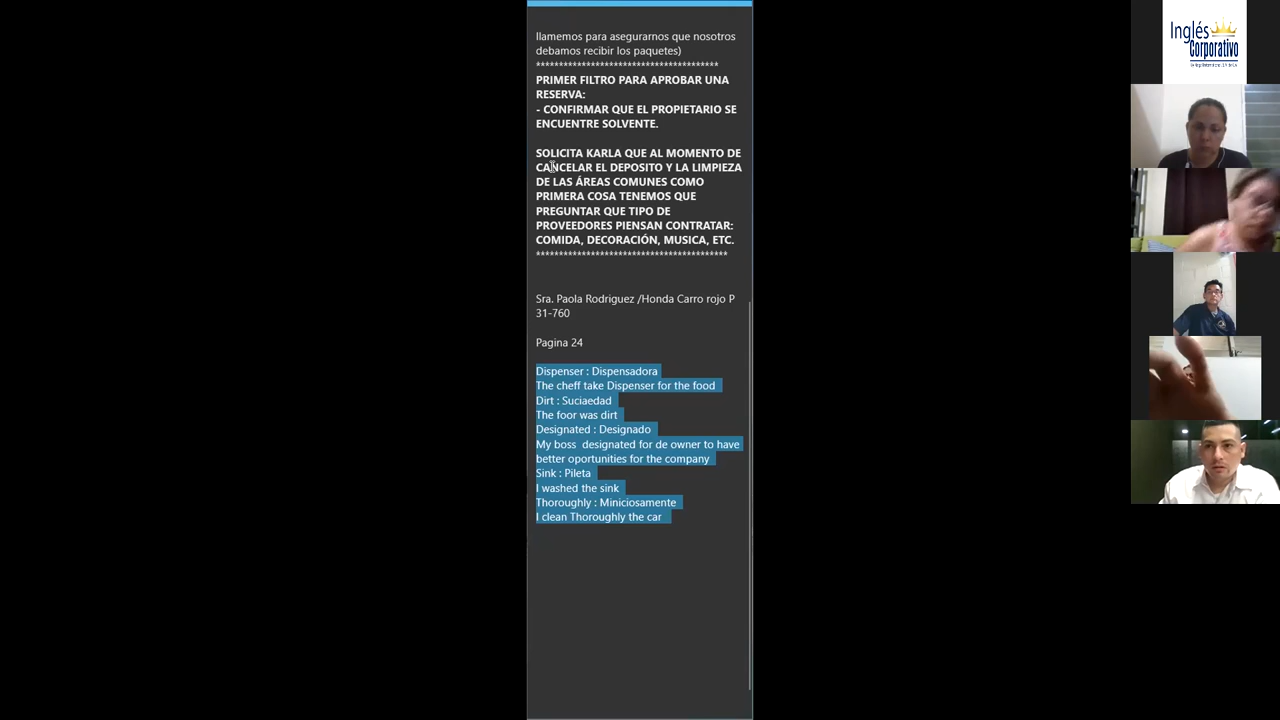 llamemos para asegurarnos que nosotros
debamos recibir los paquetes)
***************************************
PRIMER FILTRO PARA APROBAR UNA
RESERVA:
- CONFIRMAR QUE EL PROPIETARIO SE
ENCUENTRE SOLVENTE.
SOLICITA KARLA QUE AL MOMENTO DE
CANCELAR EL DEPOSITO Y LA LIMPIEZA
DE LAS ÁREAS COMUNES COMO
PRIMERA COSA TENEMOS QUE
PREGUNTAR QUE TIPO DE
PROVEEDORES PIENSAN CONTRATAR:
COMIDA, DECORACIÓN, MUSICA, ETC.
*****************************************
Sra. Paola Rodriguez /Honda Carro rojo P
31-760
Pagina 24
Dispenser : Dispensadora
The cheff take Dispenser for the food
Dirt : Suciaedad
The foor was dirt
Designated : Designado
My boss  designated for de owner to have
better oportunities for the company
Sink : Pileta
I washed the sink
Thoroughly : Miniciosamente
I clean Thoroughly the car
Inglés
Corporativo